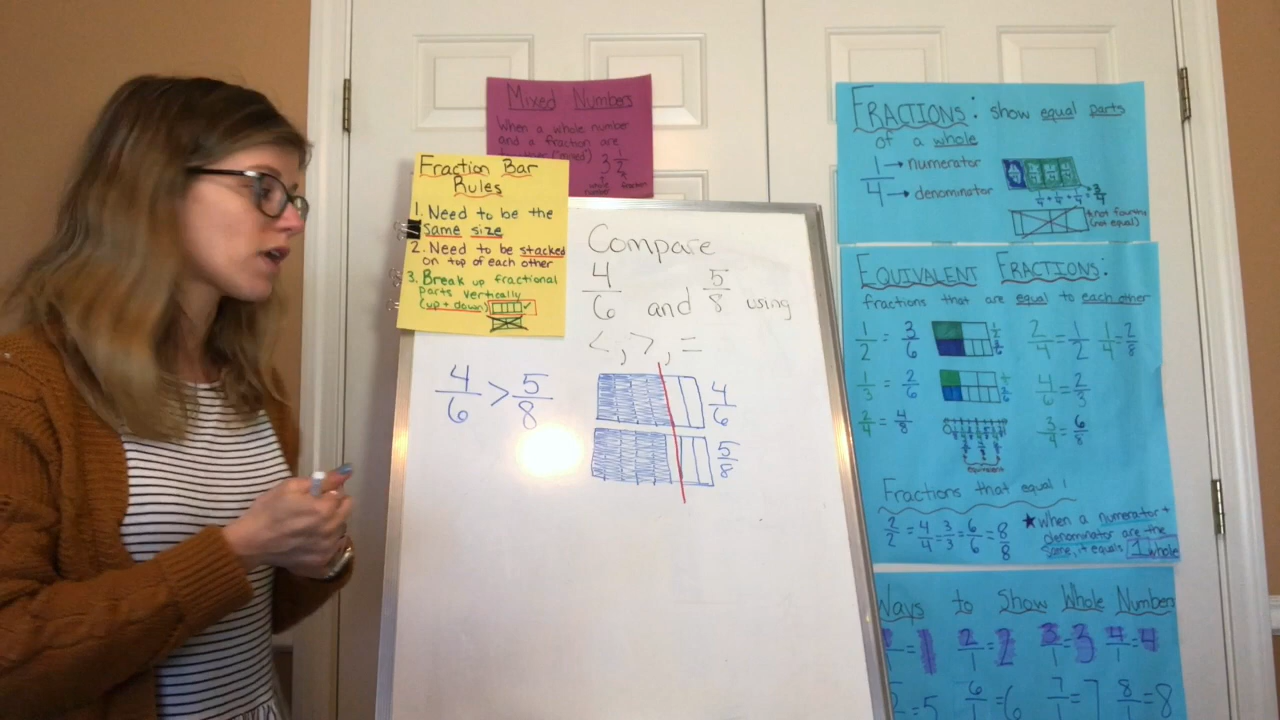 Mixed Numbers
When a whole number
and a fraction are
3 1/2
whole number
fraction
Fraction Bar
Rules
1. Need to be the
same size
2. Need to be stacked
on top of each other
3. Break up fractional
parts vertically
(up + down)
Compare
4/6 and 5/8 using
<, >, =
4/6 > 5/8
4/6
5/8
FRACTIONS: show equal parts
of a whole
1 → numerator
4 → denominator
1/4 + 1/4 + 1/4 = 3/4
not fourths
(not equal)
EQUIVALENT FRACTIONS:
fractions that are equal to each other
1/2 = 3/6
2/4 = 1/2 1/4 = 2/8
1/3 = 2/6
4/6 = 2/3
2/4 = 4/8
3/4 = 6/8
equivalent
Fractions that equal 1
2/2 = 4/4 = 3/3 = 6/6 = 8/8
★ When a numerator +
denominator are the
same, it equals 1 whole
Ways to Show Whole Numbers
= 1 2/1 = 2 3/1 = 3 4/1 = 4
= 5 6/1 = 6 7/1 = 7 8/1 = 8